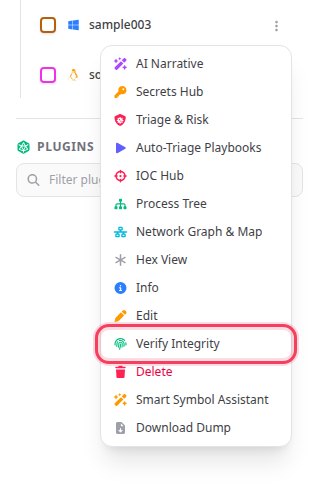 sample003
so
AI Narrative
Secrets Hub
Triage & Risk
Auto-Triage Playbooks
PLUGINS
IOC Hub
Filter plu
Process Tree
Network Graph & Map
Hex View
Info
Edit
Verify Integrity
Delete
Smart Symbol Assistant
Download Dump